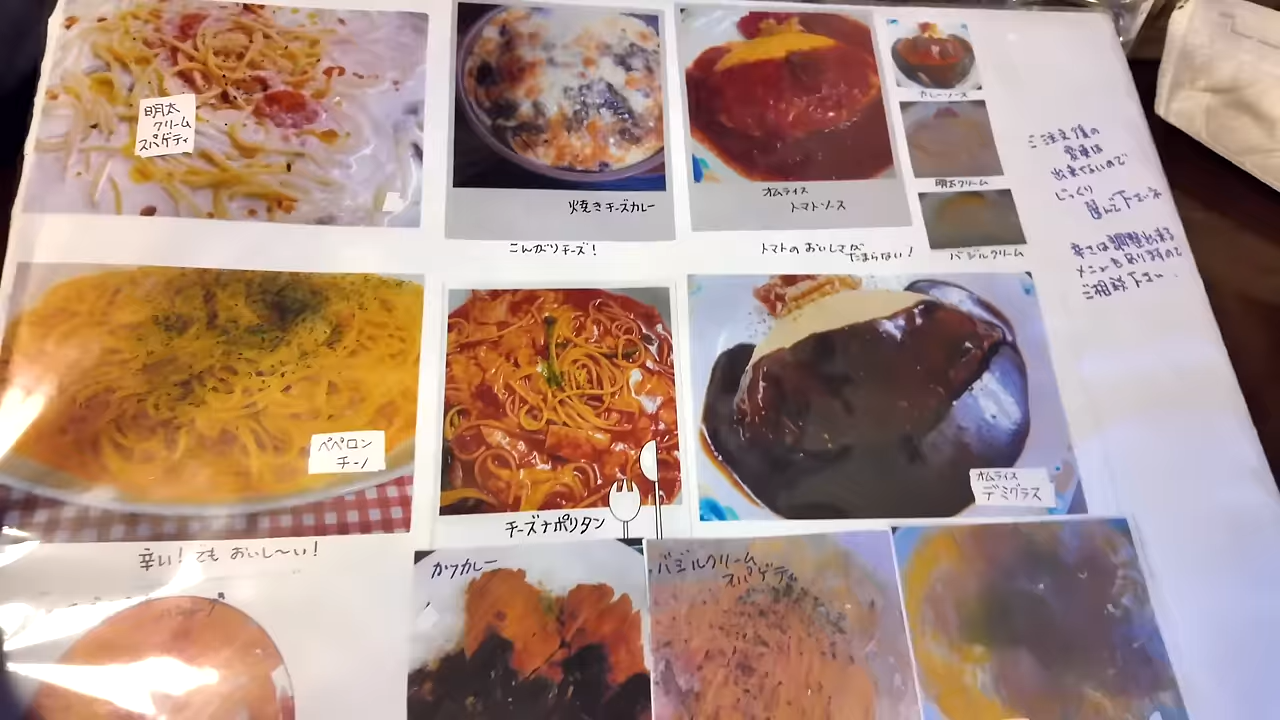 明太
クリーム
スパゲティ
焼きチーズカレー
こんがりチーズ！
オムライス
トマトソース
トマトのおいしさが
たまらない！
カレーソース
明太クリーム
バジルクリーム
ご注文後の
変更は
出来ないので
じっくり
選んで下さいネ
辛さは調整出来る
メニューも有りますので
ご相談下さい
ペペロン
チーノ
辛い！でもおいし〜い！
チーズナポリタン
オムライス
デミグラス
カツカレー
バジルクリーム
スパゲティ